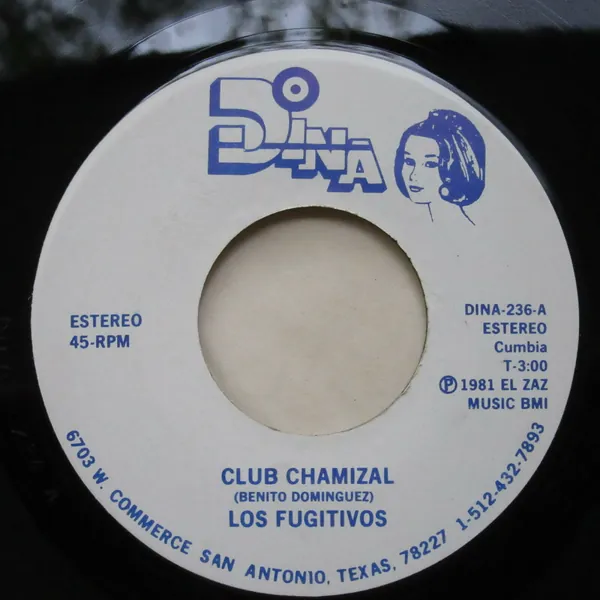 DINA
ESTEREO
45-RPM
DINA-236-A
ESTEREO
Cumbia
T-3:00
Ⓟ 1981 EL ZAZ
MUSIC BMI
CLUB CHAMIZAL
(BENITO DOMINGUEZ)
LOS FUGITIVOS
6703 W. COMMERCE SAN ANTONIO, TEXAS, 78227 1-512-432-7893